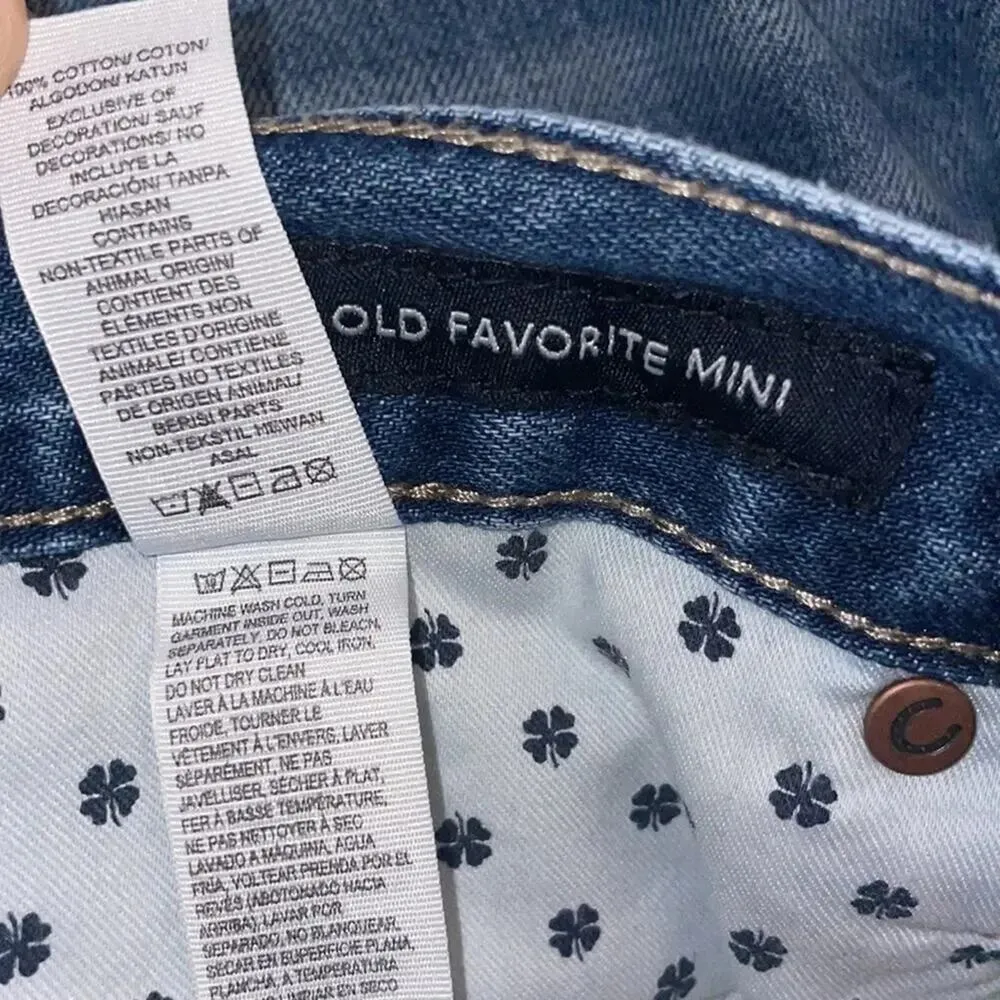 100% COTTON/ COTON/
ALGODON/ KATUN
EXCLUSIVE OF
DECORATION/ SAUF
DECORATIONS/ NO
INCLUYE LA
DECORACIÓN/ TANPA
HIASAN
CONTAINS
NON-TEXTILE PARTS OF
ANIMAL ORIGIN/
CONTIENT DES
ÉLÉMENTS NON
TEXTILES D'ORIGINE
ANIMALE/ CONTIENE
PARTES NO TEXTILES
DE ORIGEN ANIMAL/
BERISI PARTS
NON-TEKSTIL HEWAN
ASAL
OLD FAVORITE MINI
MACHINE WASH COLD, TURN
GARMENT INSIDE OUT, WASH
SEPARATELY, DO NOT BLEACH,
LAY FLAT TO DRY, COOL IRON,
DO NOT DRY CLEAN
LAVER À LA MACHINE À L'EAU
FROIDE, TOURNER LE
VÊTEMENT À L'ENVERS, LAVER
SÉPARÉMENT, NE PAS
JAVELLISER, SÉCHER À PLAT,
FER À BASSE TEMPÉRATURE,
NE PAS NETTOYER À SEC
LAVADO A MAQUINA, AGUA
FRÍA, VOLTEAR PRENDA POR EL
REVÉS (ABOTONADO HACIA
ARRIBA), LAVAR POR
SEPARADO, NO BLANQUEAR,
SECAR EN SUPERFICIE PLANA,
PLANCHA A TEMPERATURA
LIMPIAR EN SECO
C